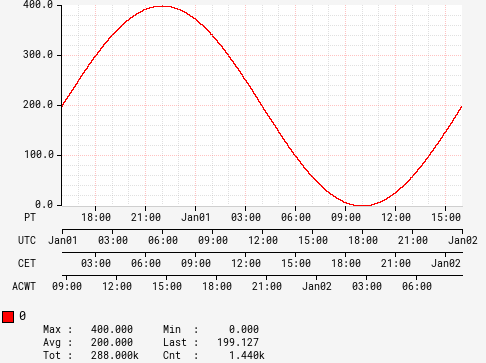 400.0
300.0
200.0
100.0
0.0
PT 18:00 21:00 Jan01 03:00 06:00 09:00 12:00 15:00
UTC Jan01 03:00 06:00 09:00 12:00 15:00 18:00 21:00 Jan02
CET 03:00 06:00 09:00 12:00 15:00 18:00 21:00 Jan02
ACWT 09:00 12:00 15:00 18:00 21:00 Jan02 03:00 06:00
0
Max : 400.000 Min : 0.000
Avg : 200.000 Last : 199.127
Tot : 288.000k Cnt : 1.440k